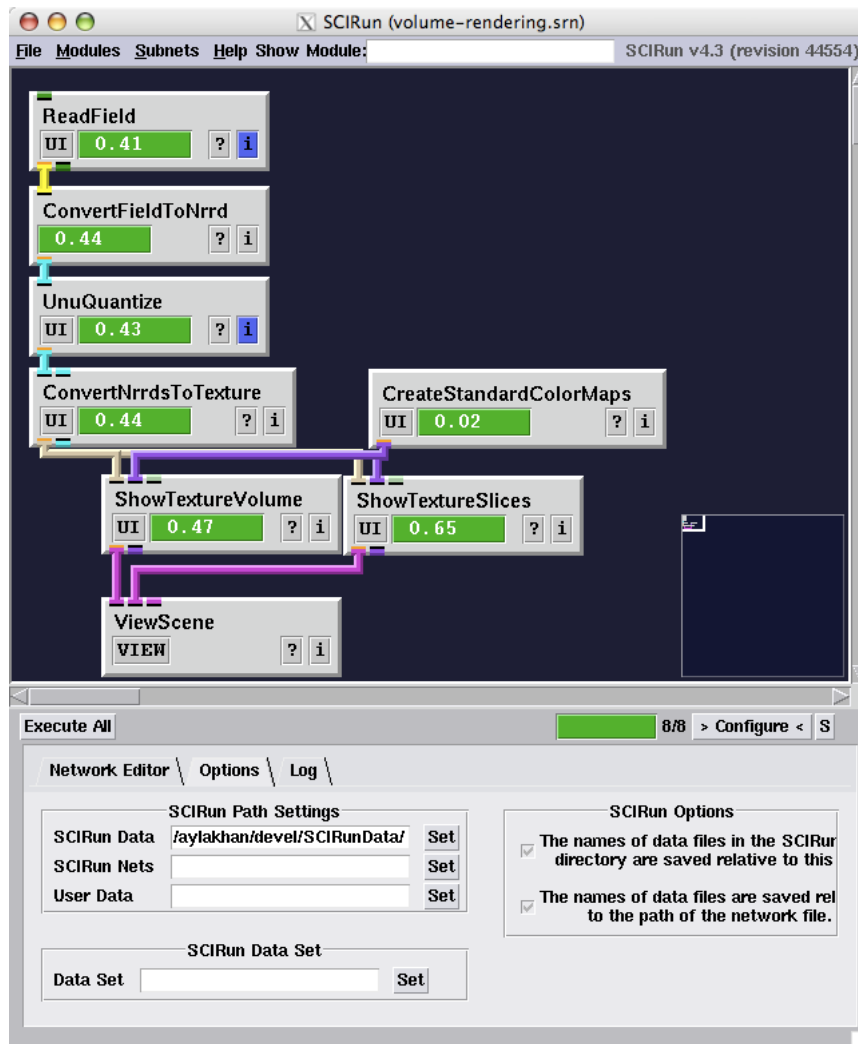 SCIRun (volume-rendering.srn)
File Modules Subnets Help Show Module: SCIRun v4.3 (revision 44554)
ReadField
UI 0.41 ? i
ConvertFieldToNrrd
0.44 ? i
UnuQuantize
UI 0.43 ? i
ConvertNrrdsToTexture
UI 0.44 ? i
CreateStandardColorMaps
UI 0.02 ? i
ShowTextureVolume
UI 0.47 ? i
ShowTextureSlices
UI 0.65 ? i
ViewScene
VIEW ? i
Execute All 8/8 > Configure < S
Network Editor \ Options \ Log \
SCIRun Path Settings
SCIRun Data /aylakhan/devel/SCIRunData/ Set
SCIRun Nets Set
User Data Set
SCIRun Data Set
Data Set Set
SCIRun Options
The names of data files in the SCIRur
directory are saved relative to this
The names of data files are saved rel
to the path of the network file.